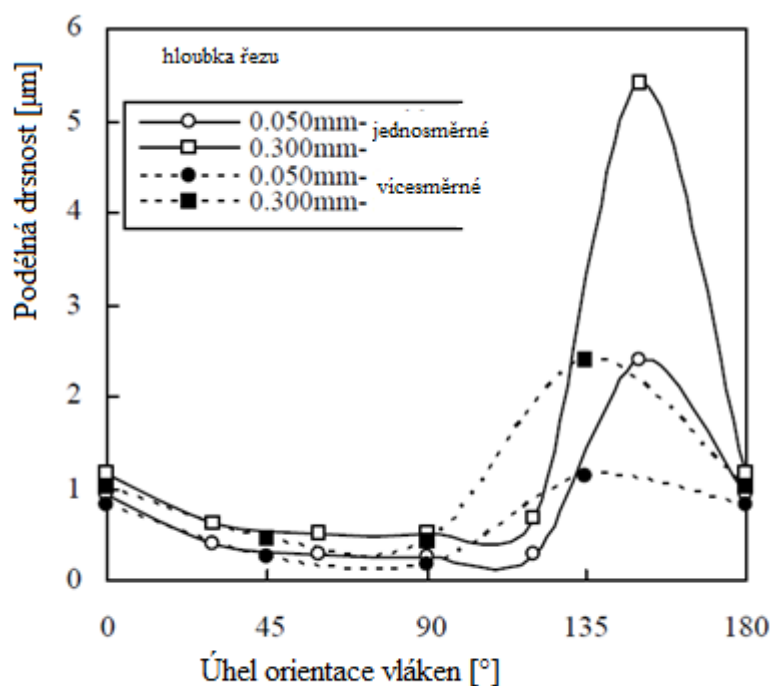 6
hloubka řezu
5
0.050mm- jednosměrné
0.300mm-
0.050mm- vícesměrné
0.300mm-
4
3
2
1
0
Podélná drsnost [μm]
0 45 90 135 180
Úhel orientace vláken [°]